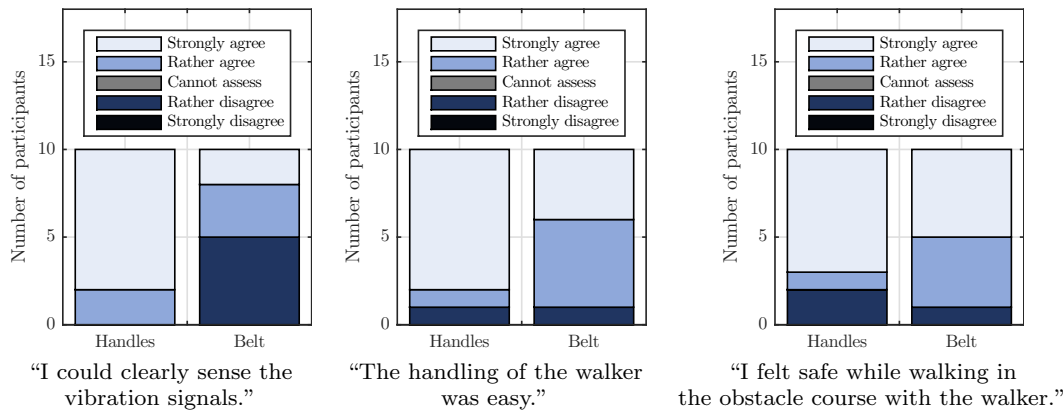 Number of participants
15
10
5
0
Strongly agree
Rather agree
Cannot assess
Rather disagree
Strongly disagree
Handles
Belt
“I could clearly sense the
vibration signals.”
Number of participants
15
10
5
0
Strongly agree
Rather agree
Cannot assess
Rather disagree
Strongly disagree
Handles
Belt
“The handling of the walker
was easy.”
Number of participants
15
10
5
0
Strongly agree
Rather agree
Cannot assess
Rather disagree
Strongly disagree
Handles
Belt
“I felt safe while walking in
the obstacle course with the walker.”